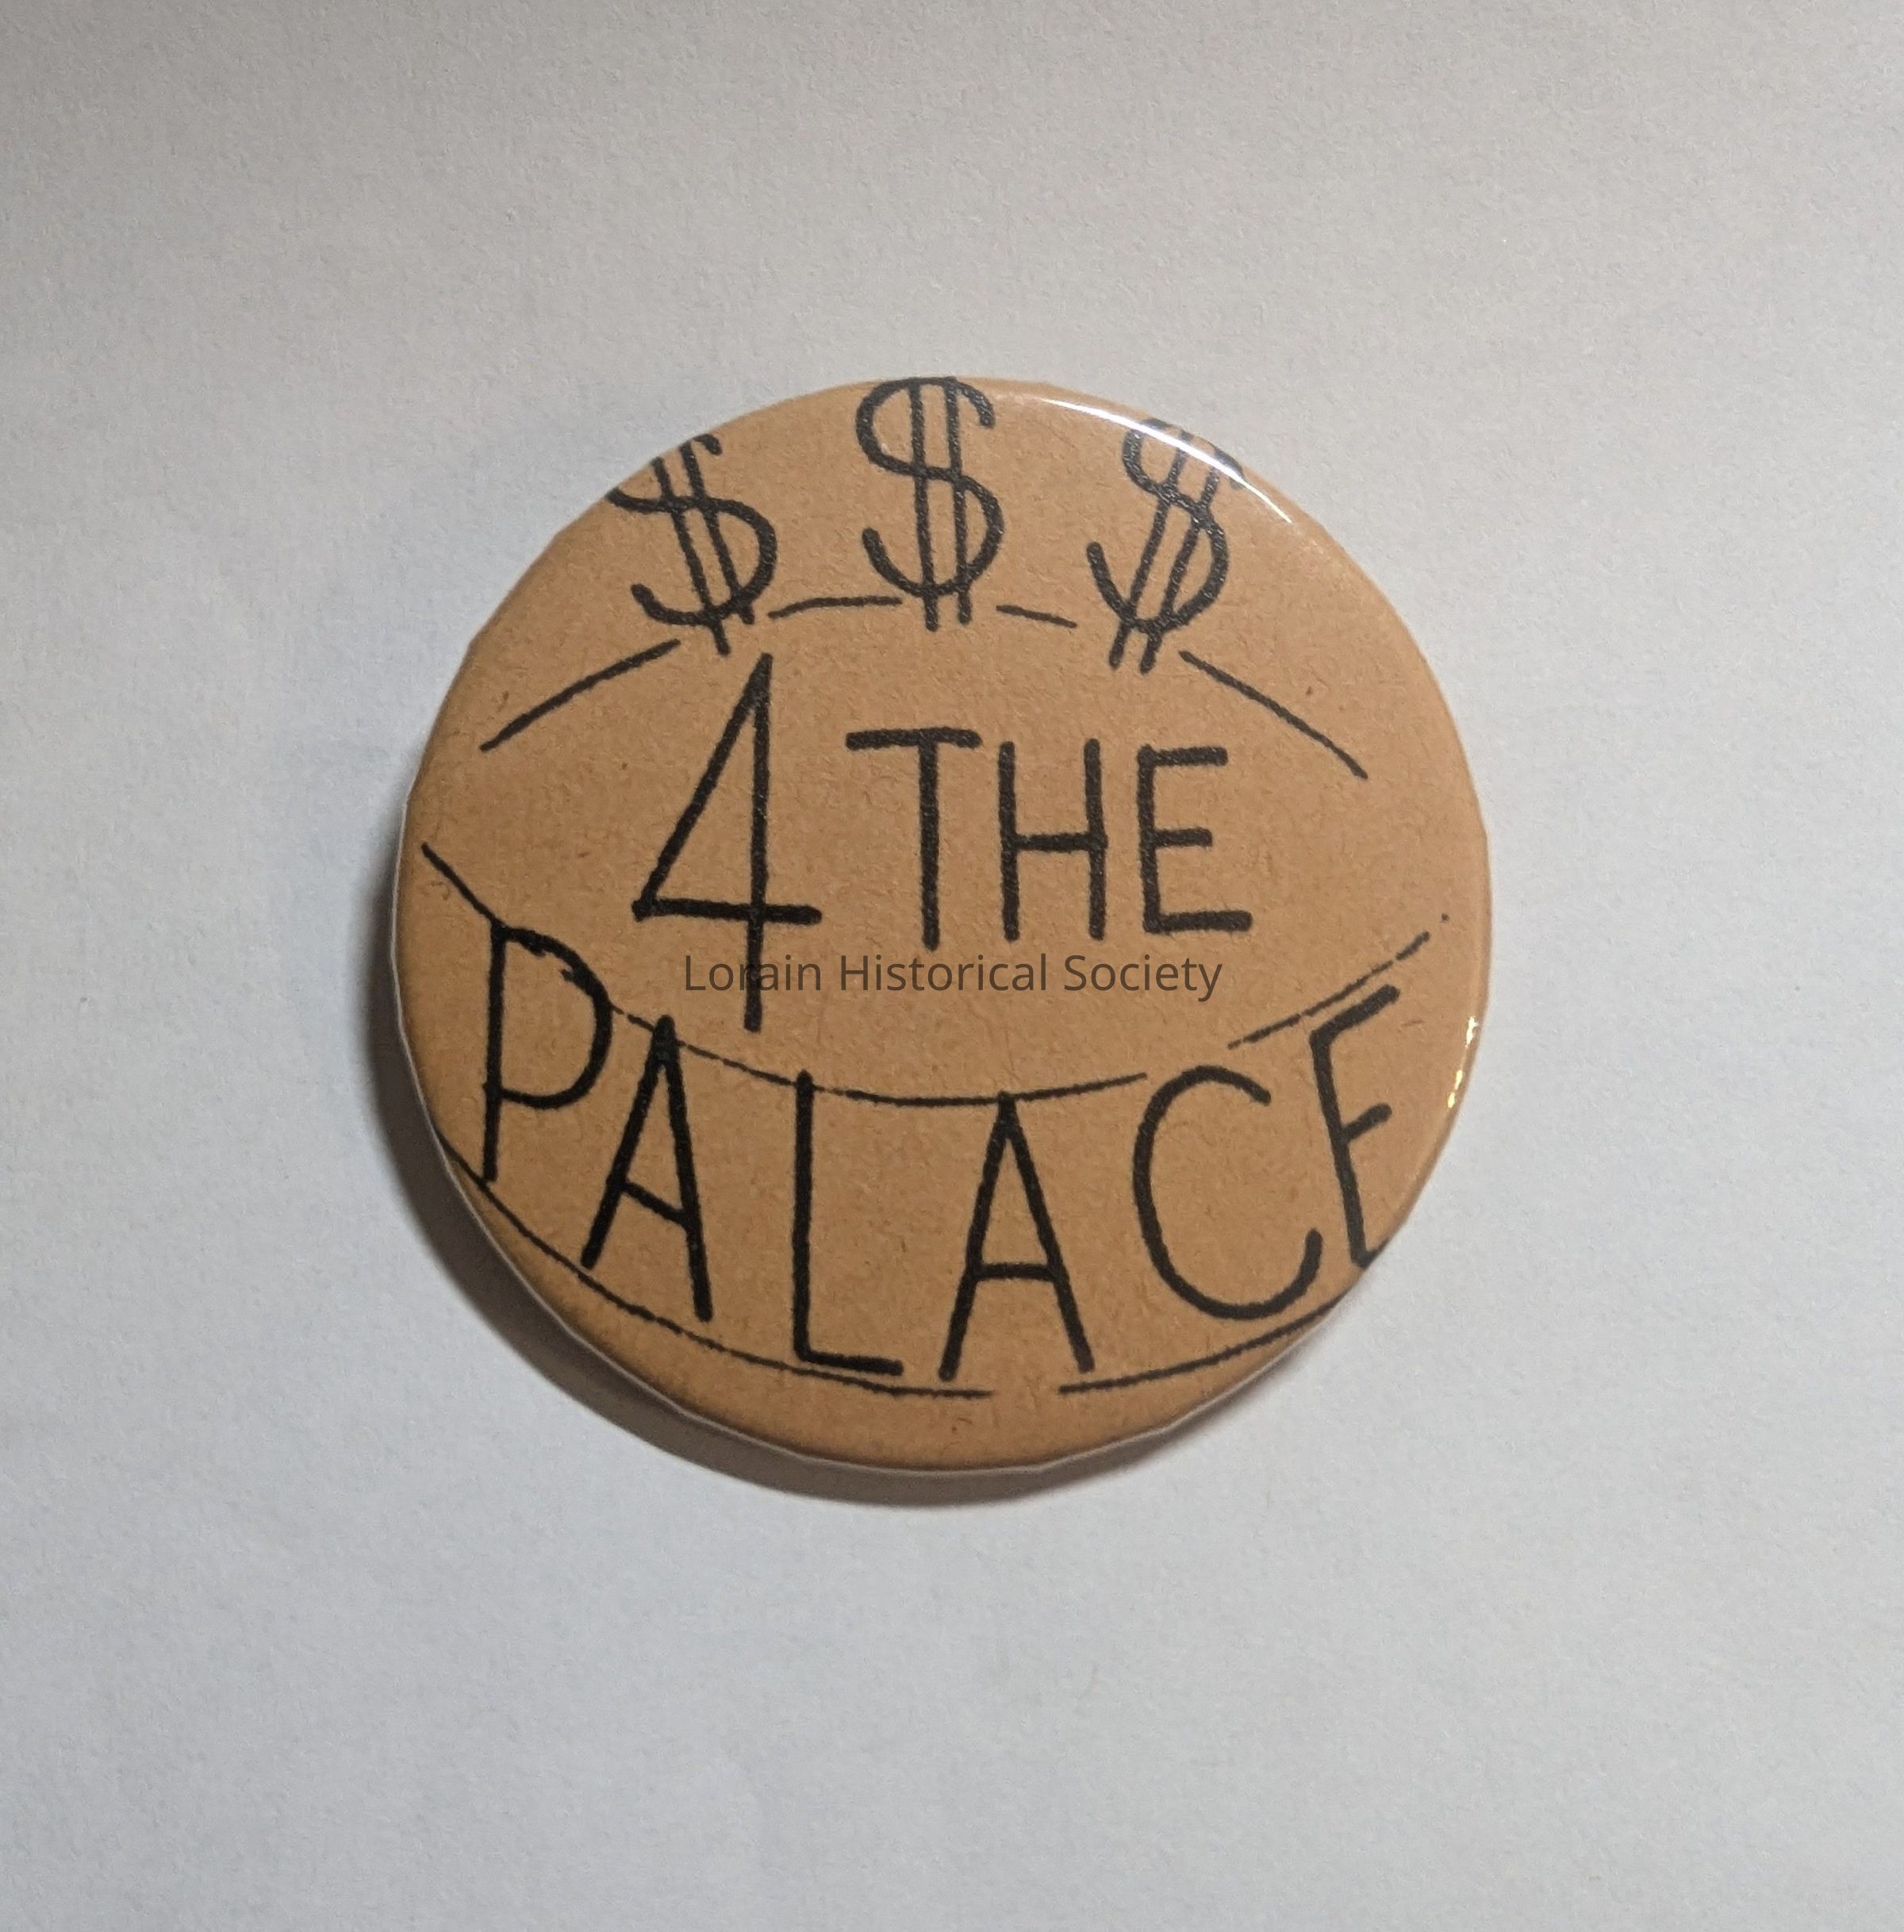 $ $ $
4 THE
Lorain Historical Society
PALACE